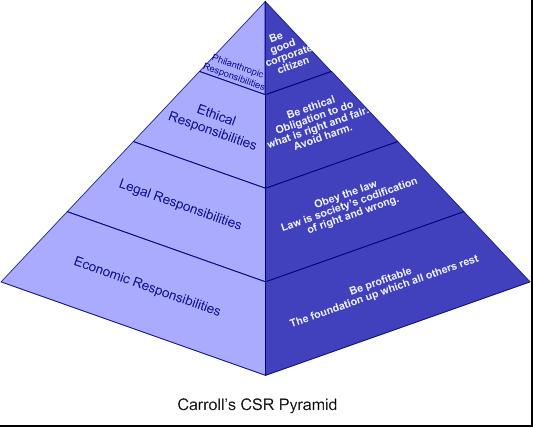 Philanthropic
Responsibilities
Be
good
corporate
citizen
Ethical
Responsibilities
Be ethical
Obligation to do
what is right and fair.
Avoid harm.
Legal Responsibilities
Obey the law
Law is society's codification
of right and wrong.
Economic Responsibilities
Be profitable
The foundation up which all others rest
Carroll's CSR Pyramid